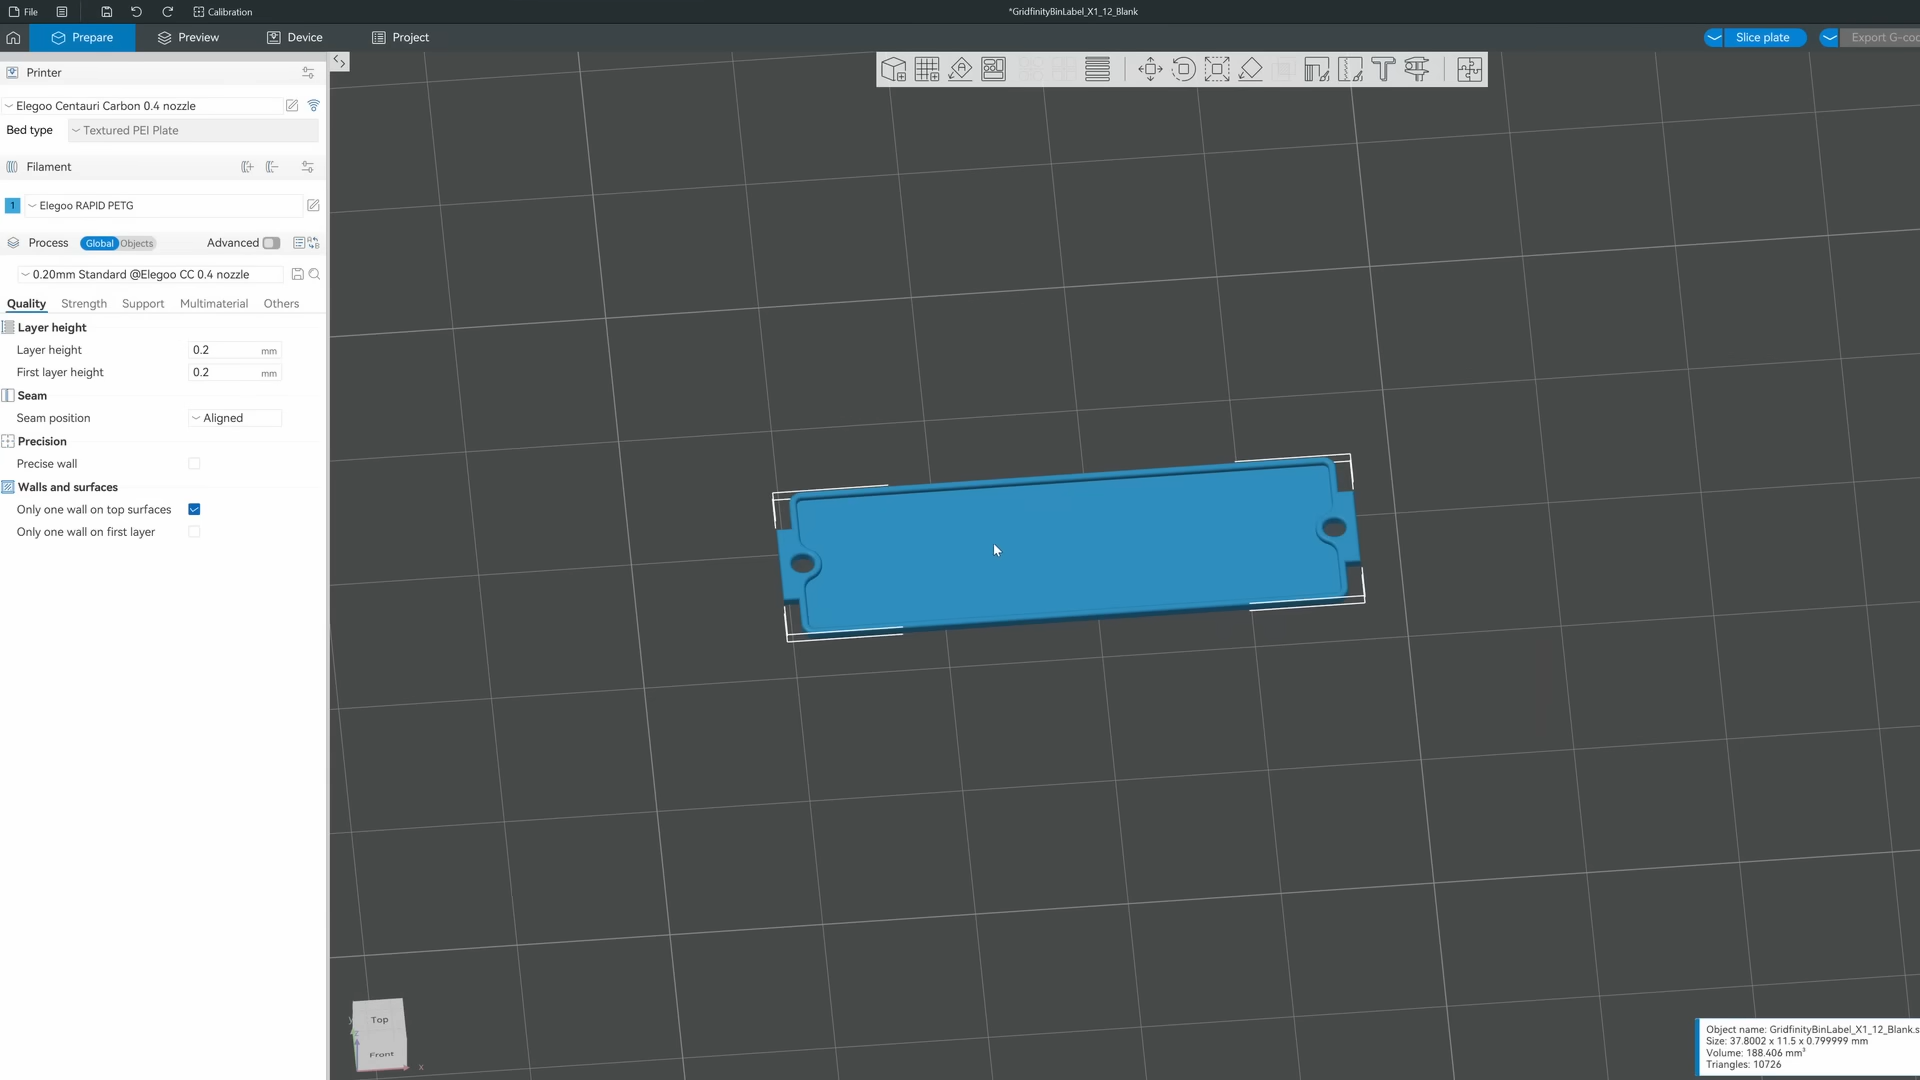 File
Calibration
*GridfinityBinLabel_X1_12_Blank
Prepare
Preview
Device
Project
Slice plate
Export G-co
Printer
Elegoo Centauri Carbon 0.4 nozzle
Bed type
Textured PEI Plate
Filament
1
Elegoo RAPID PETG
Process
Global
Objects
Advanced
0.20mm Standard @Elegoo CC 0.4 nozzle
Quality
Strength
Support
Multimaterial
Others
Layer height
Layer height
0.2
mm
First layer height
0.2
mm
Seam
Seam position
Aligned
Precision
Precise wall
Walls and surfaces
Only one wall on top surfaces
Only one wall on first layer
Top
Front
x
Object name: GridfinityBinLabel_X1_12_Blank.s
Size: 37.8002 x 11.5 x 0.799999 mm
Volume: 188.406 mm³
Triangles: 10726